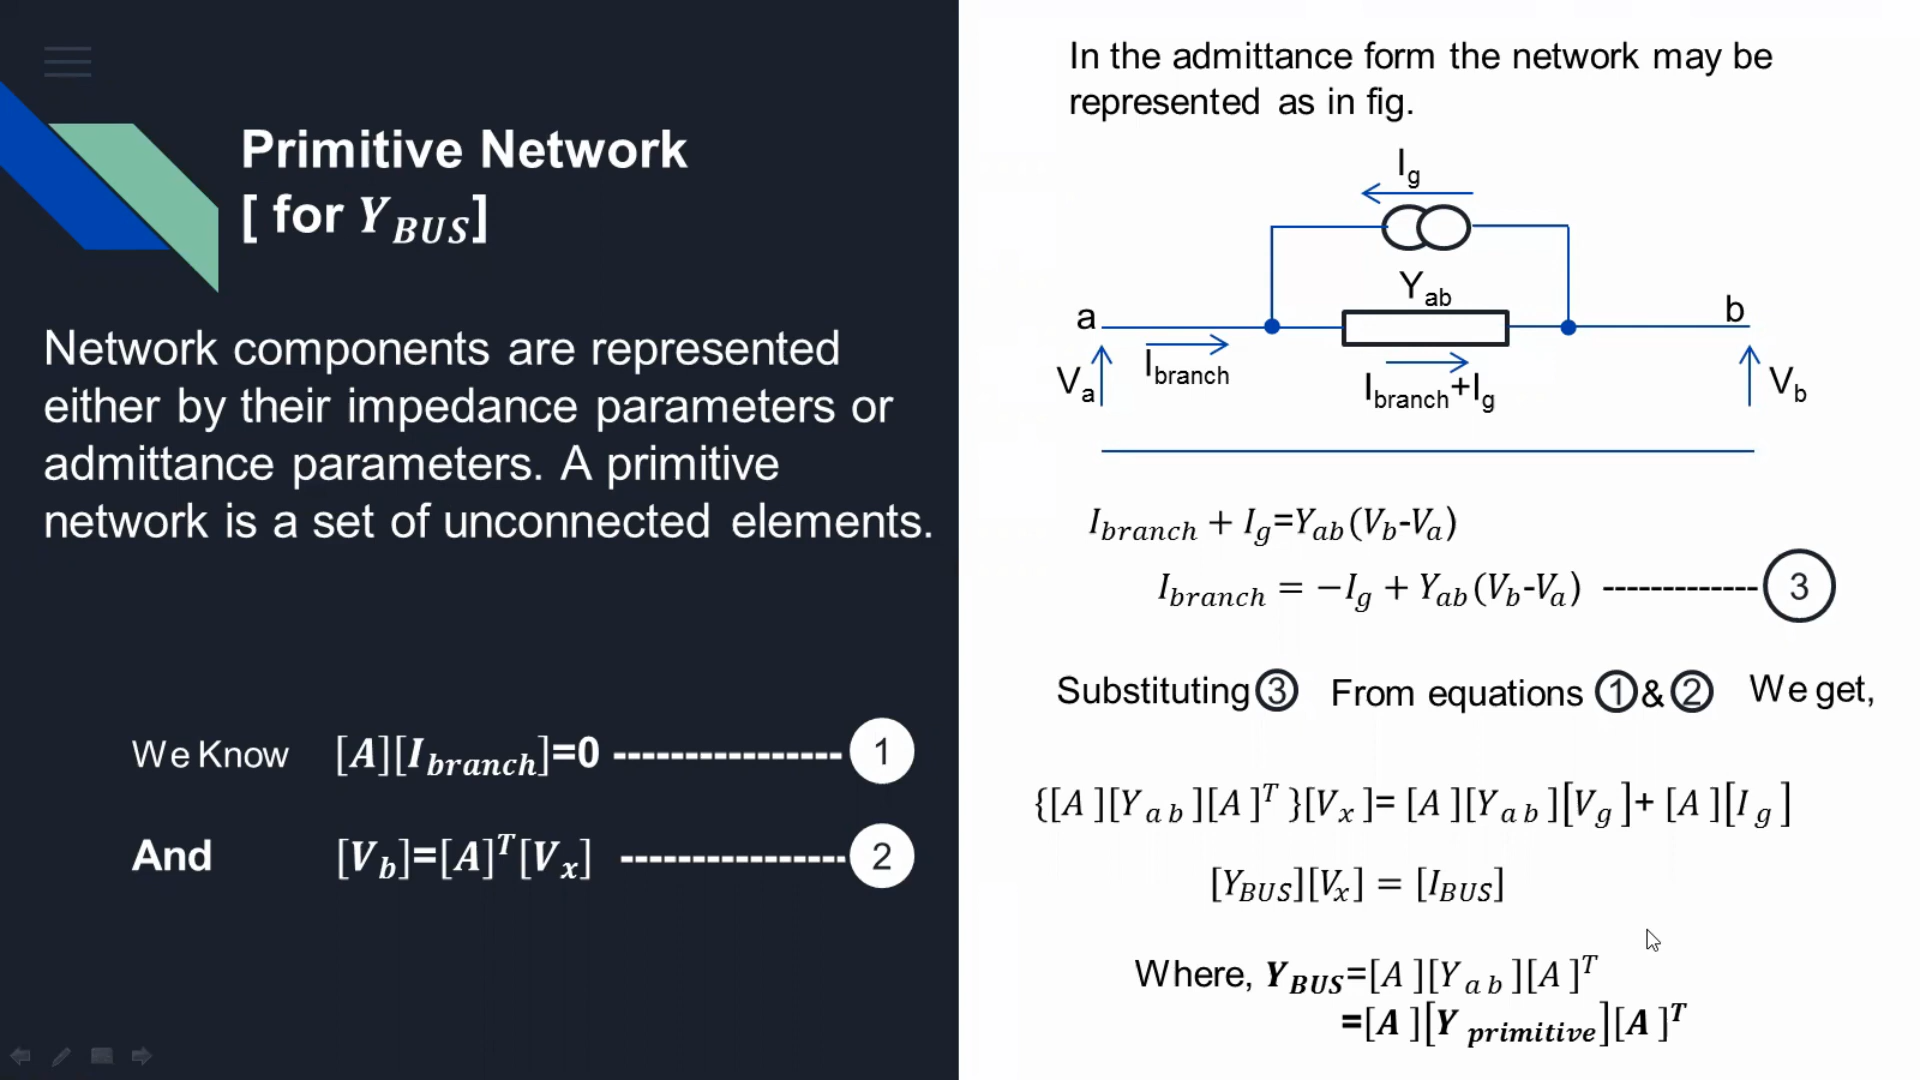 Primitive Network
[ for Y_BUS]
Network components are represented
either by their impedance parameters or
admittance parameters. A primitive
network is a set of unconnected elements.
We Know [A][I_branch]=0 ---------------- 1
And [V_b]=[A]^T[V_x] ---------------- 2
In the admittance form the network may be
represented as in fig.
I_g
Y_ab
a
b
I_branch
V_a
I_branch+I_g
V_b
I_branch + I_g=Y_ab(V_b-V_a)
I_branch = −I_g + Y_ab(V_b-V_a) ------------- 3
Substituting 3 From equations 1 & 2 We get,
{[A][Y_ab][A]^T}[V_x]= [A][Y_ab][V_g]+ [A][I_g]
[Y_BUS][V_x] = [I_BUS]
Where, Y_BUS=[A][Y_ab][A]^T
=[A][Y_primitive][A]^T